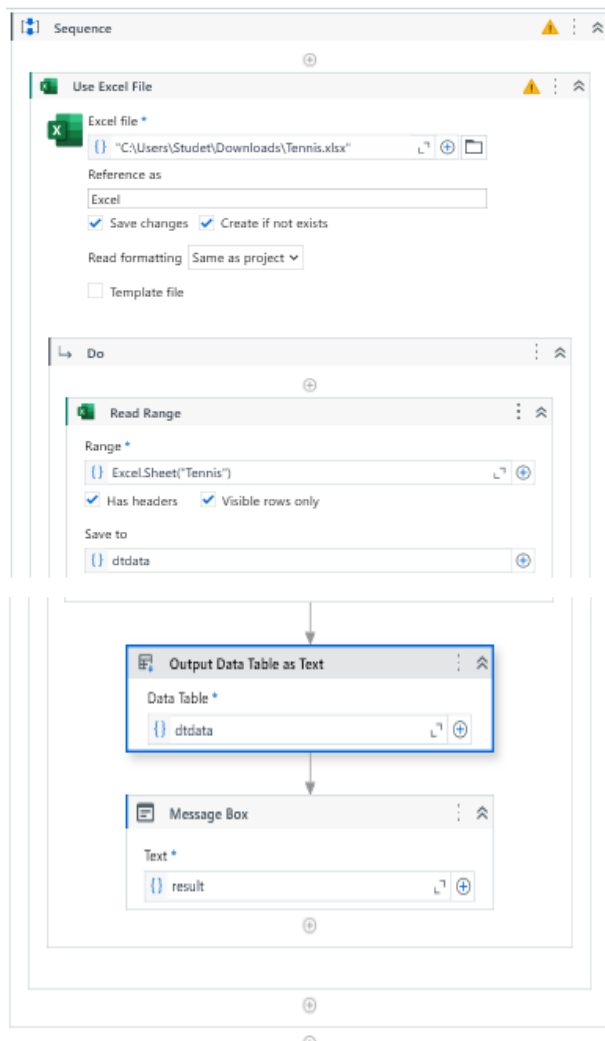 Sequence
Use Excel File
Excel file *
"C:\Users\Studet\Downloads\Tennis.xlsx"
Reference as
Excel
Save changes Create if not exists
Read formatting Same as project
Template file
Do
Read Range
Range *
Excel.Sheet("Tennis")
Has headers Visible rows only
Save to
dtdata
Output Data Table as Text
Data Table *
dtdata
Message Box
Text *
result